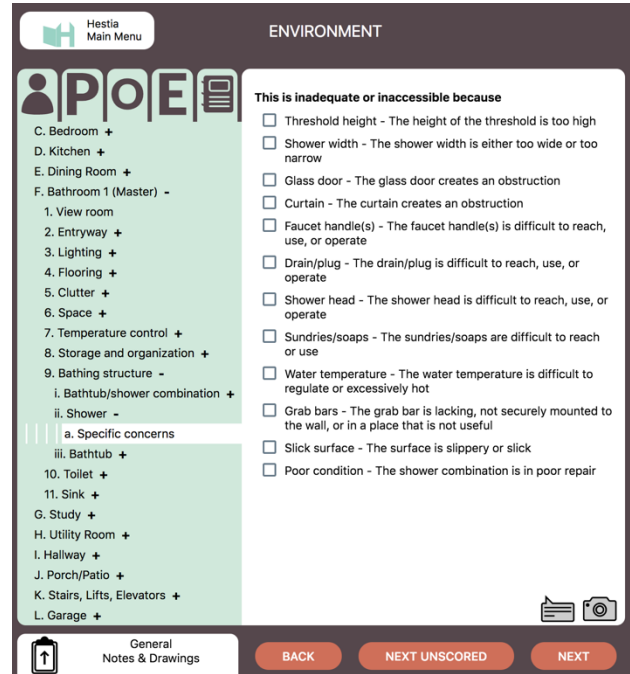 Hestia
Main Menu
ENVIRONMENT
P O E
C. Bedroom +
D. Kitchen +
E. Dining Room +
F. Bathroom 1 (Master) -
1. View room
2. Entryway +
3. Lighting +
4. Flooring +
5. Clutter +
6. Space +
7. Temperature control +
8. Storage and organization +
9. Bathing structure -
i. Bathtub/shower combination +
ii. Shower -
a. Specific concerns
iii. Bathtub +
10. Toilet +
11. Sink +
G. Study +
H. Utility Room +
I. Hallway +
J. Porch/Patio +
K. Stairs, Lifts, Elevators +
L. Garage +
This is inadequate or inaccessible because
Threshold height - The height of the threshold is too high
Shower width - The shower width is either too wide or too
narrow
Glass door - The glass door creates an obstruction
Curtain - The curtain creates an obstruction
Faucet handle(s) - The faucet handle(s) is difficult to reach,
use, or operate
Drain/plug - The drain/plug is difficult to reach, use, or
operate
Shower head - The shower head is difficult to reach, use, or
operate
Sundries/soaps - The sundries/soaps are difficult to reach
or use
Water temperature - The water temperature is difficult to
regulate or excessively hot
Grab bars - The grab bar is lacking, not securely mounted to
the wall, or in a place that is not useful
Slick surface - The surface is slippery or slick
Poor condition - The shower combination is in poor repair
General
Notes & Drawings
BACK
NEXT UNSCORED
NEXT